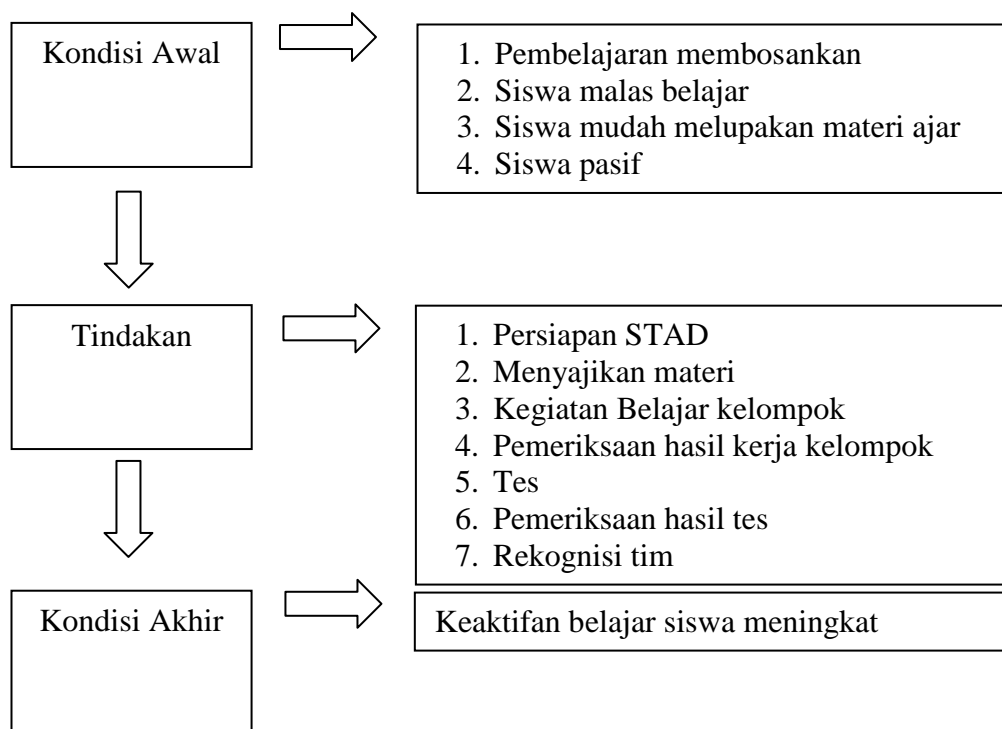 Kondisi Awal
1. Pembelajaran membosankan
2. Siswa malas belajar
3. Siswa mudah melupakan materi ajar
4. Siswa pasif
Tindakan
1. Persiapan STAD
2. Menyajikan materi
3. Kegiatan Belajar kelompok
4. Pemeriksaan hasil kerja kelompok
5. Tes
6. Pemeriksaan hasil tes
7. Rekognisi tim
Kondisi Akhir
Keaktifan belajar siswa meningkat